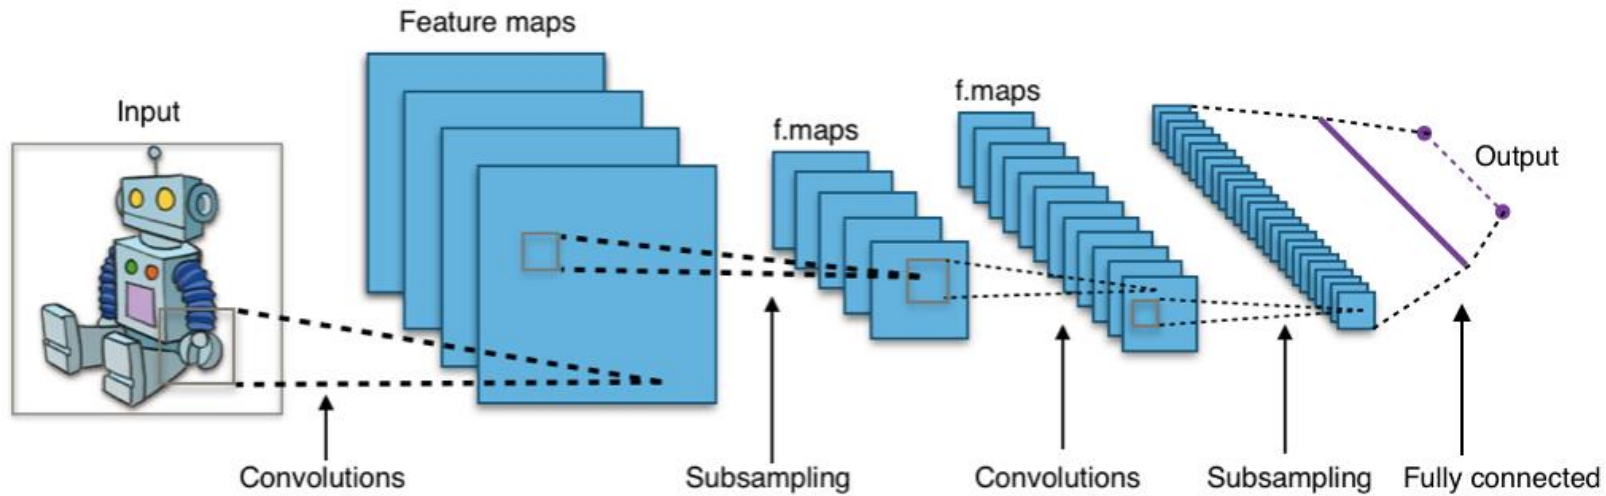 Feature maps
f.maps
Input
f.maps
Output
Convolutions
Subsampling
Convolutions
Subsampling
Fully connected